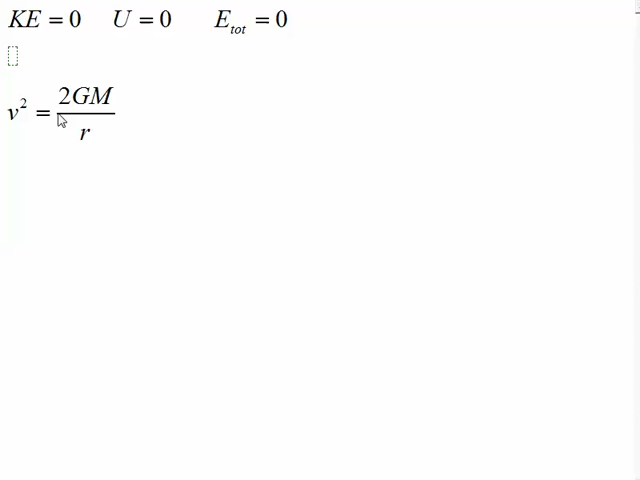 KE = 0 U = 0 E_tot = 0
v² = 2GM / r